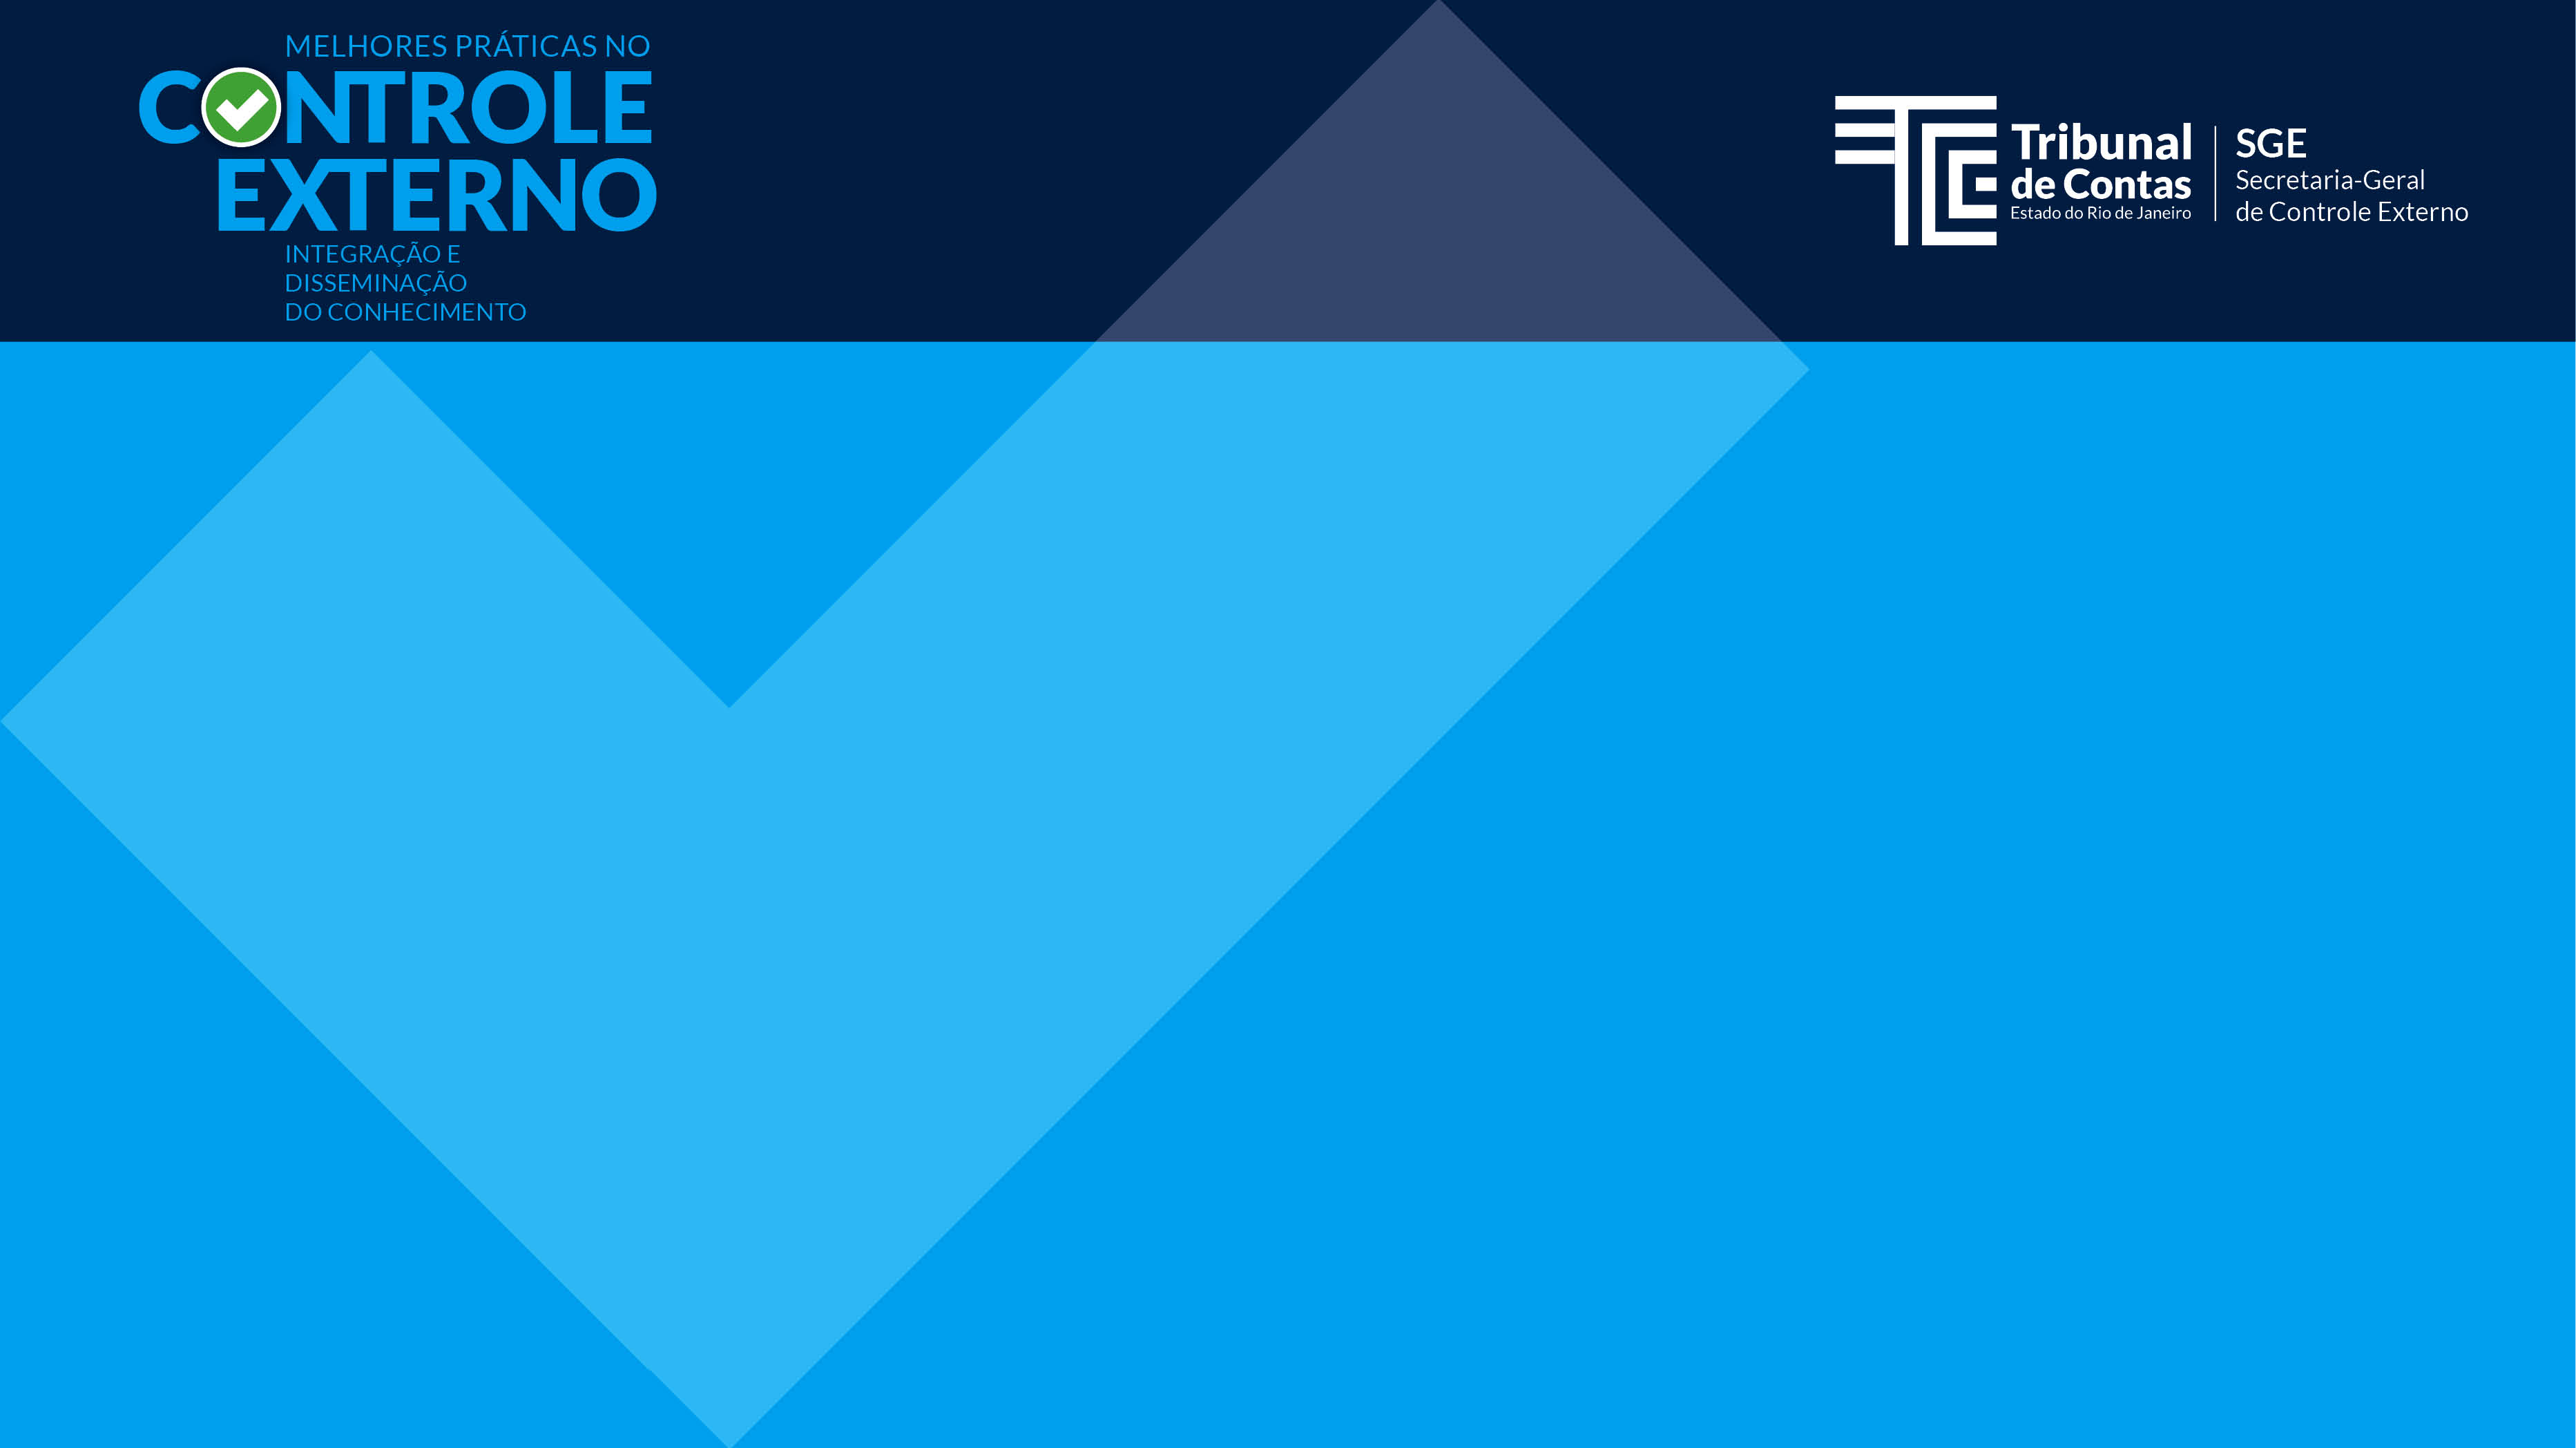 MELHORES PRÁTICAS NO
CONTROLE
EXTERNO
INTEGRAÇÃO E
DISSEMINAÇÃO
DO CONHECIMENTO
Tribunal
de Contas
Estado do Rio de Janeiro
SGE
Secretaria-Geral
de Controle Externo